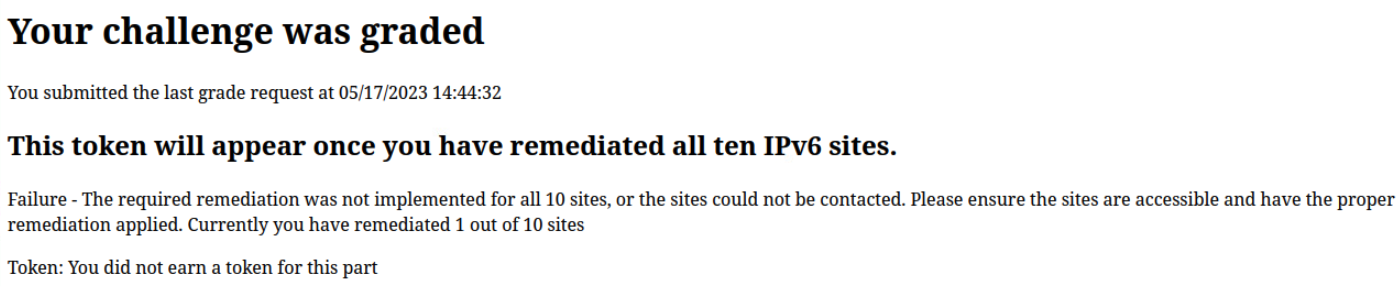 Your challenge was graded
You submitted the last grade request at 05/17/2023 14:44:32
This token will appear once you have remediated all ten IPv6 sites.
Failure - The required remediation was not implemented for all 10 sites, or the sites could not be contacted. Please ensure the sites are accessible and have the proper
remediation applied. Currently you have remediated 1 out of 10 sites
Token: You did not earn a token for this part